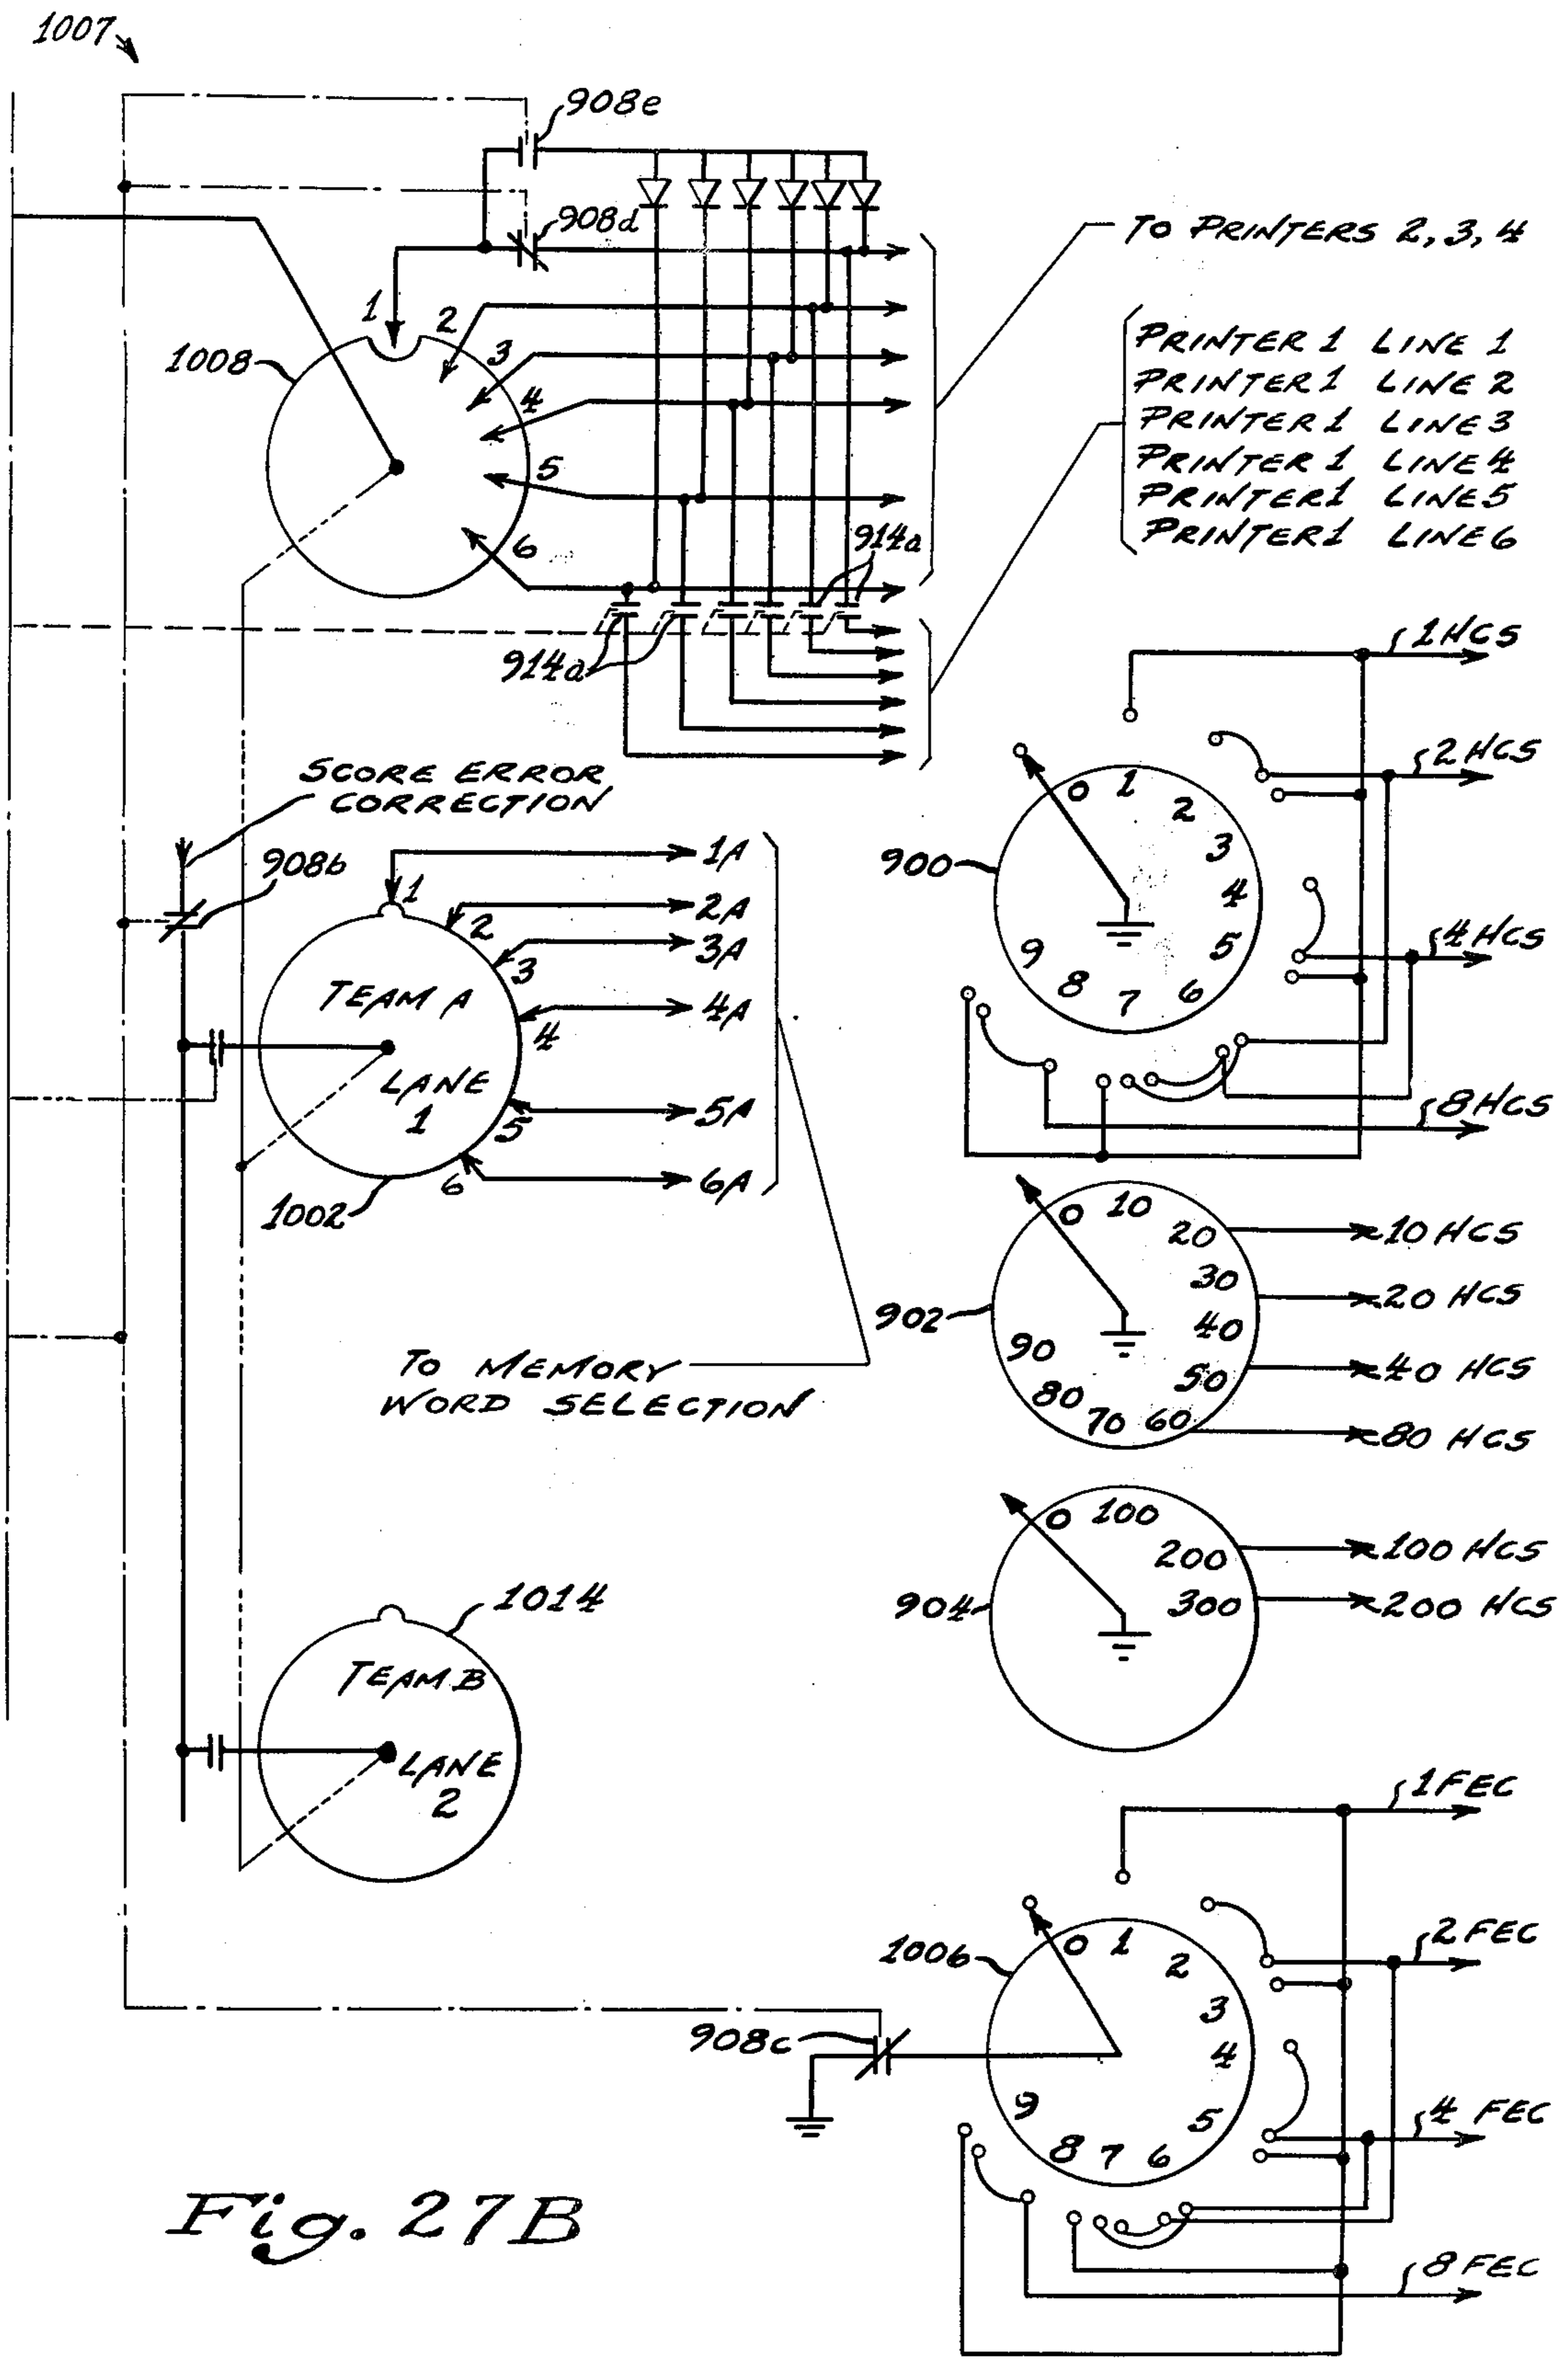 1007
908e
908d
TO PRINTERS 2, 3, 4
1
2
3
4
5
6
1008
PRINTER 1 LINE 1
PRINTER 1 LINE 2
PRINTER 1 LINE 3
PRINTER 1 LINE 4
PRINTER 1 LINE 5
PRINTER 1 LINE 6
914a
914a
SCORE ERROR
CORRECTION
908b
1
2
3
4
5
6
TEAM A
LANE
1
1002
1A
2A
3A
4A
5A
6A
TO MEMORY
WORD SELECTION
900
0
1
2
3
4
5
6
7
8
9
1HCS
2HCS
4HCS
8HCS
902
0
10
20
30
40
50
60
70
80
90
10 HCS
20 HCS
40 HCS
80 HCS
904
0
100
200
300
100 HCS
200 HCS
1014
TEAM B
LANE
2
1006
0
1
2
3
4
5
6
7
8
9
908c
1FEC
2FEC
4 FEC
8FEC
Fig. 27B